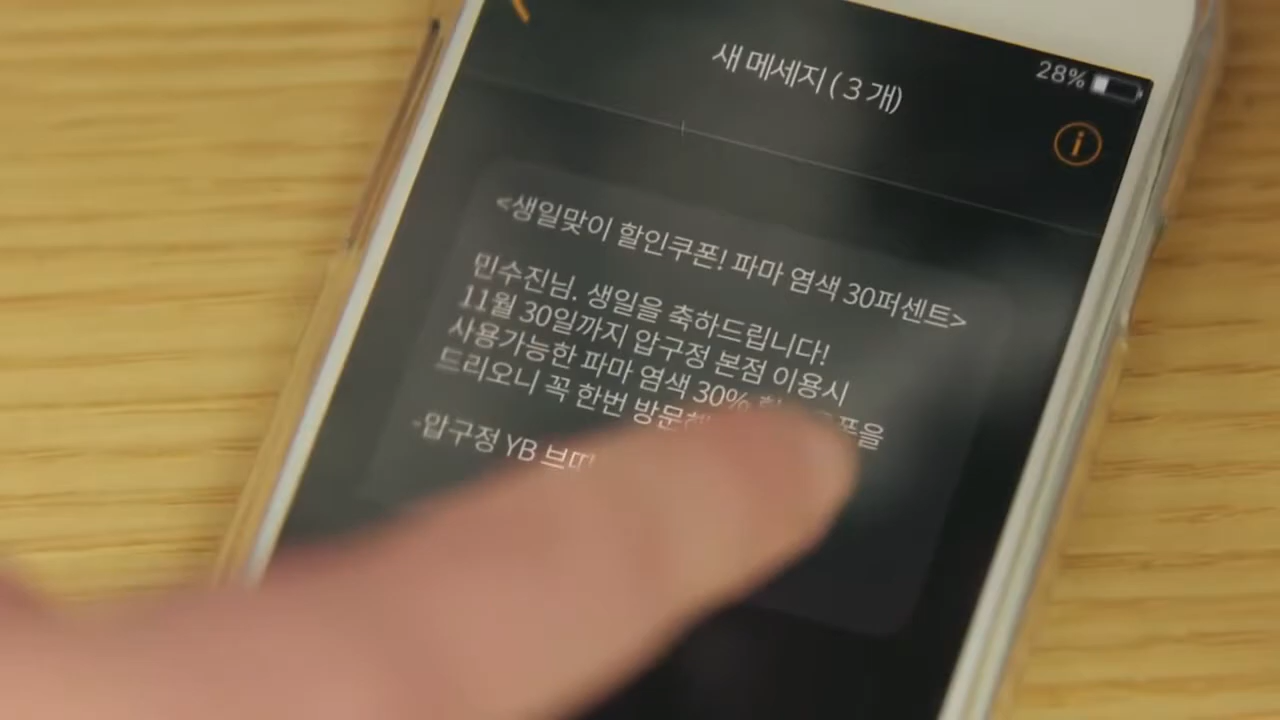 새 메세지 ( 3 개)
28%
<생일맞이 할인쿠폰! 파마 염색 30퍼센트>
민수진님. 생일을 축하드립니다!
11월 30일까지 압구정 본점 이용시
사용가능한 파마 염색 30%
드리오니 꼭 한번
-압구정 YB